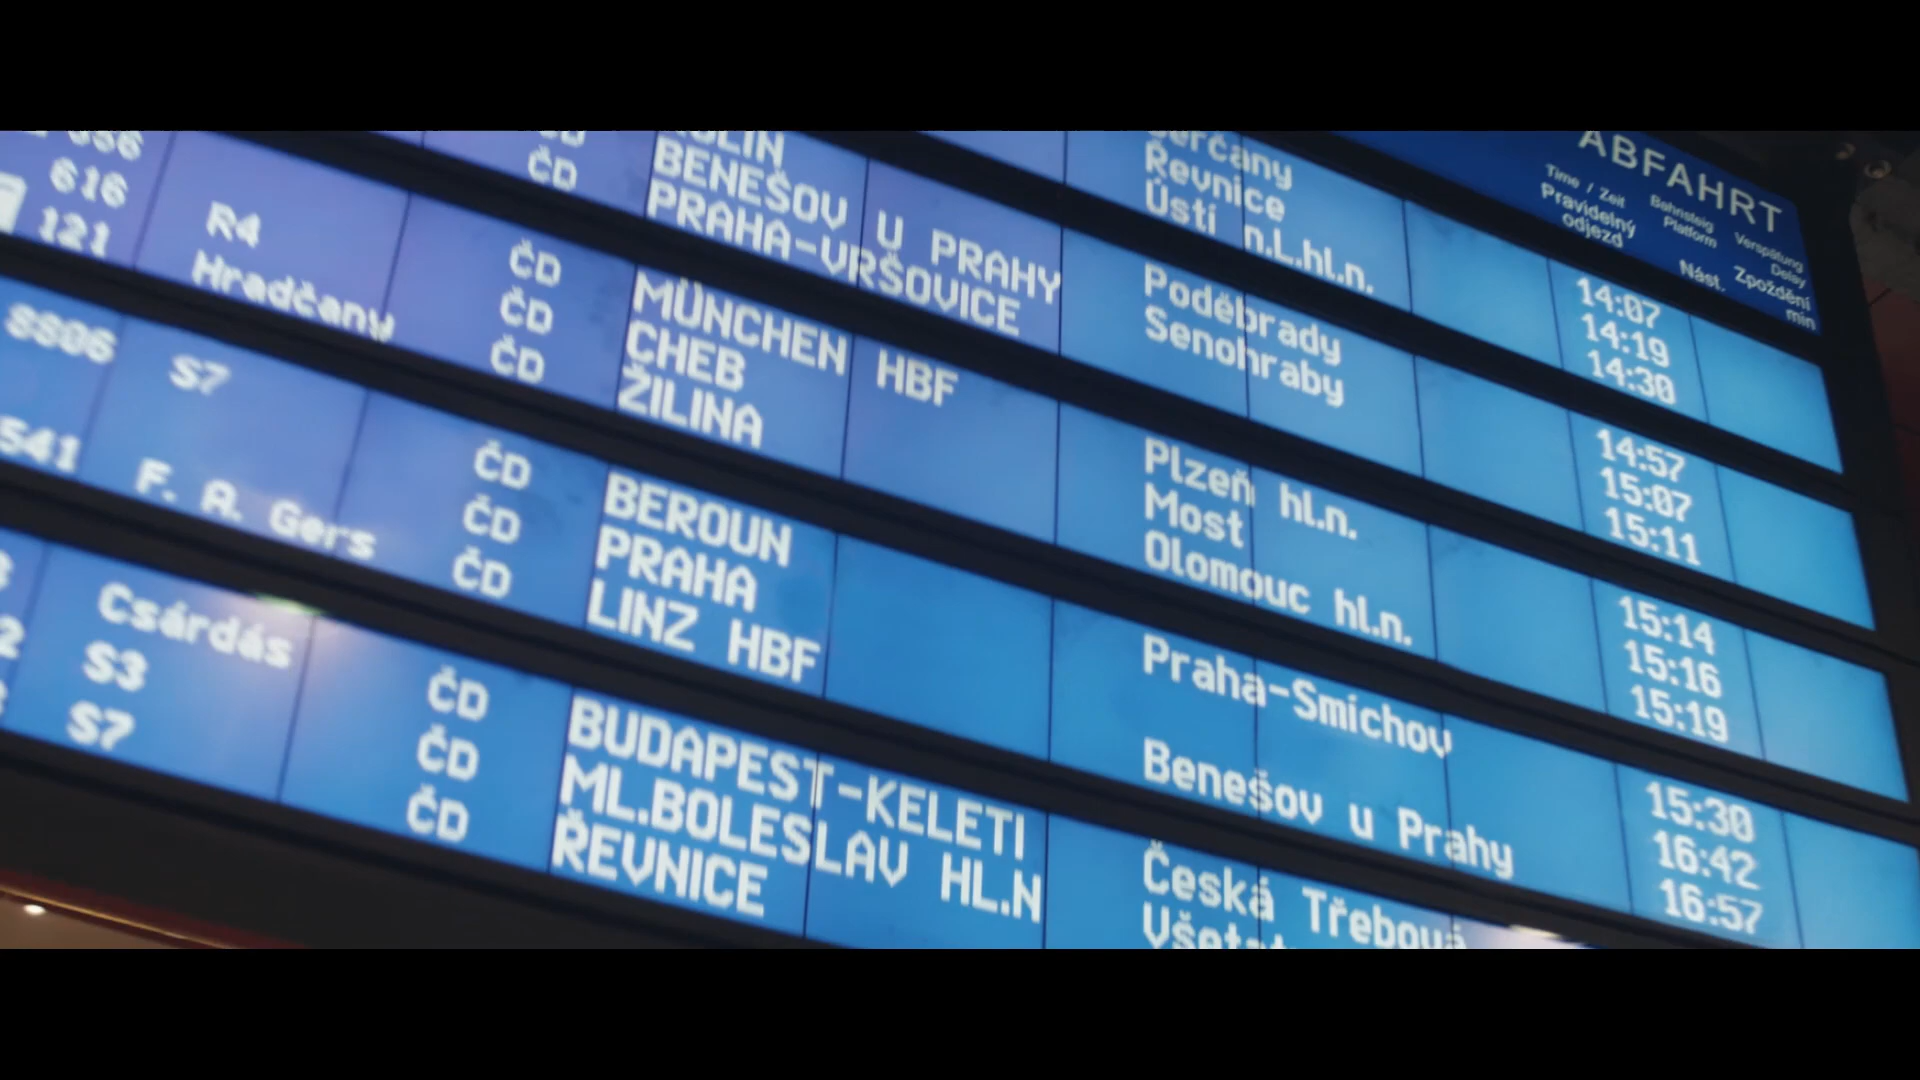 ABFAHRT
Time / Zeit Bahnsteig Verspätung
Platform Delay
Pravidelný odjezd Nást. Zpoždění min
Řevnice 14:19
Ústí n.L.hl.n. 14:30
Poděbrady 14:57
BENEŠOV U PRAHY Senohraby 15:07
ČD PRAHA-VRŠOVICE 15:11
ČD MÜNCHEN HBF Plzeň hl.n. 15:14
616 R4 ČD CHEB Most 15:16
121 Hradčany ČD ŽILINA Olomouc hl.n. 15:19
S7 ČD BEROUN Praha-Smíchov 15:30
ČD PRAHA 16:42
541 F. A. Gers ČD LINZ HBF Benešov u Prahy 16:57
Csárdás ČD BUDAPEST-KELETI Česká Třebová
S3 ČD ML.BOLESLAV HL.N
S7 ČD ŘEVNICE
14:07